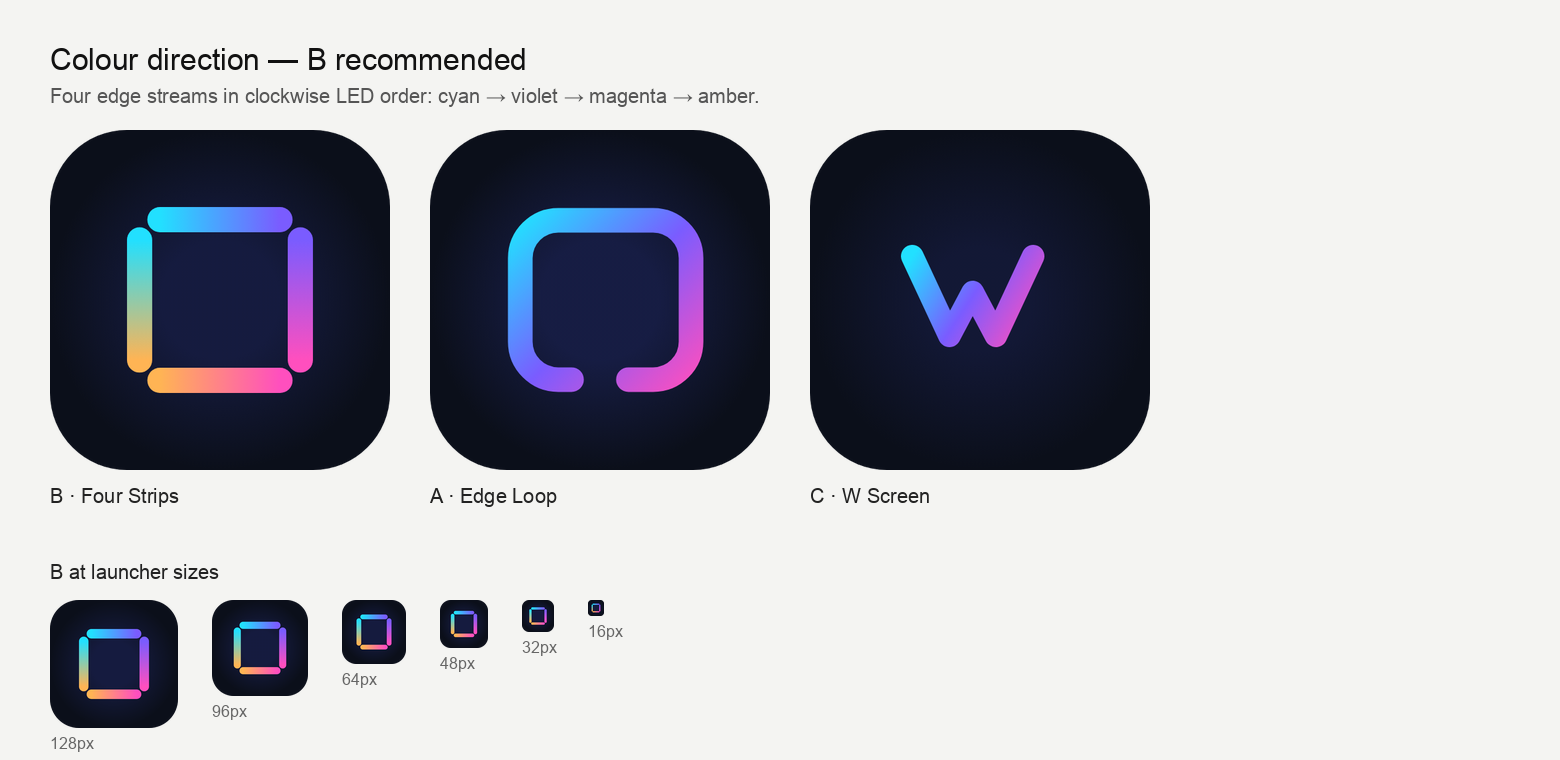 Colour direction — B recommended
Four edge streams in clockwise LED order: cyan → violet → magenta → amber.
B · Four Strips
A · Edge Loop
C · W Screen
B at launcher sizes
128px
96px
64px
48px
32px
16px